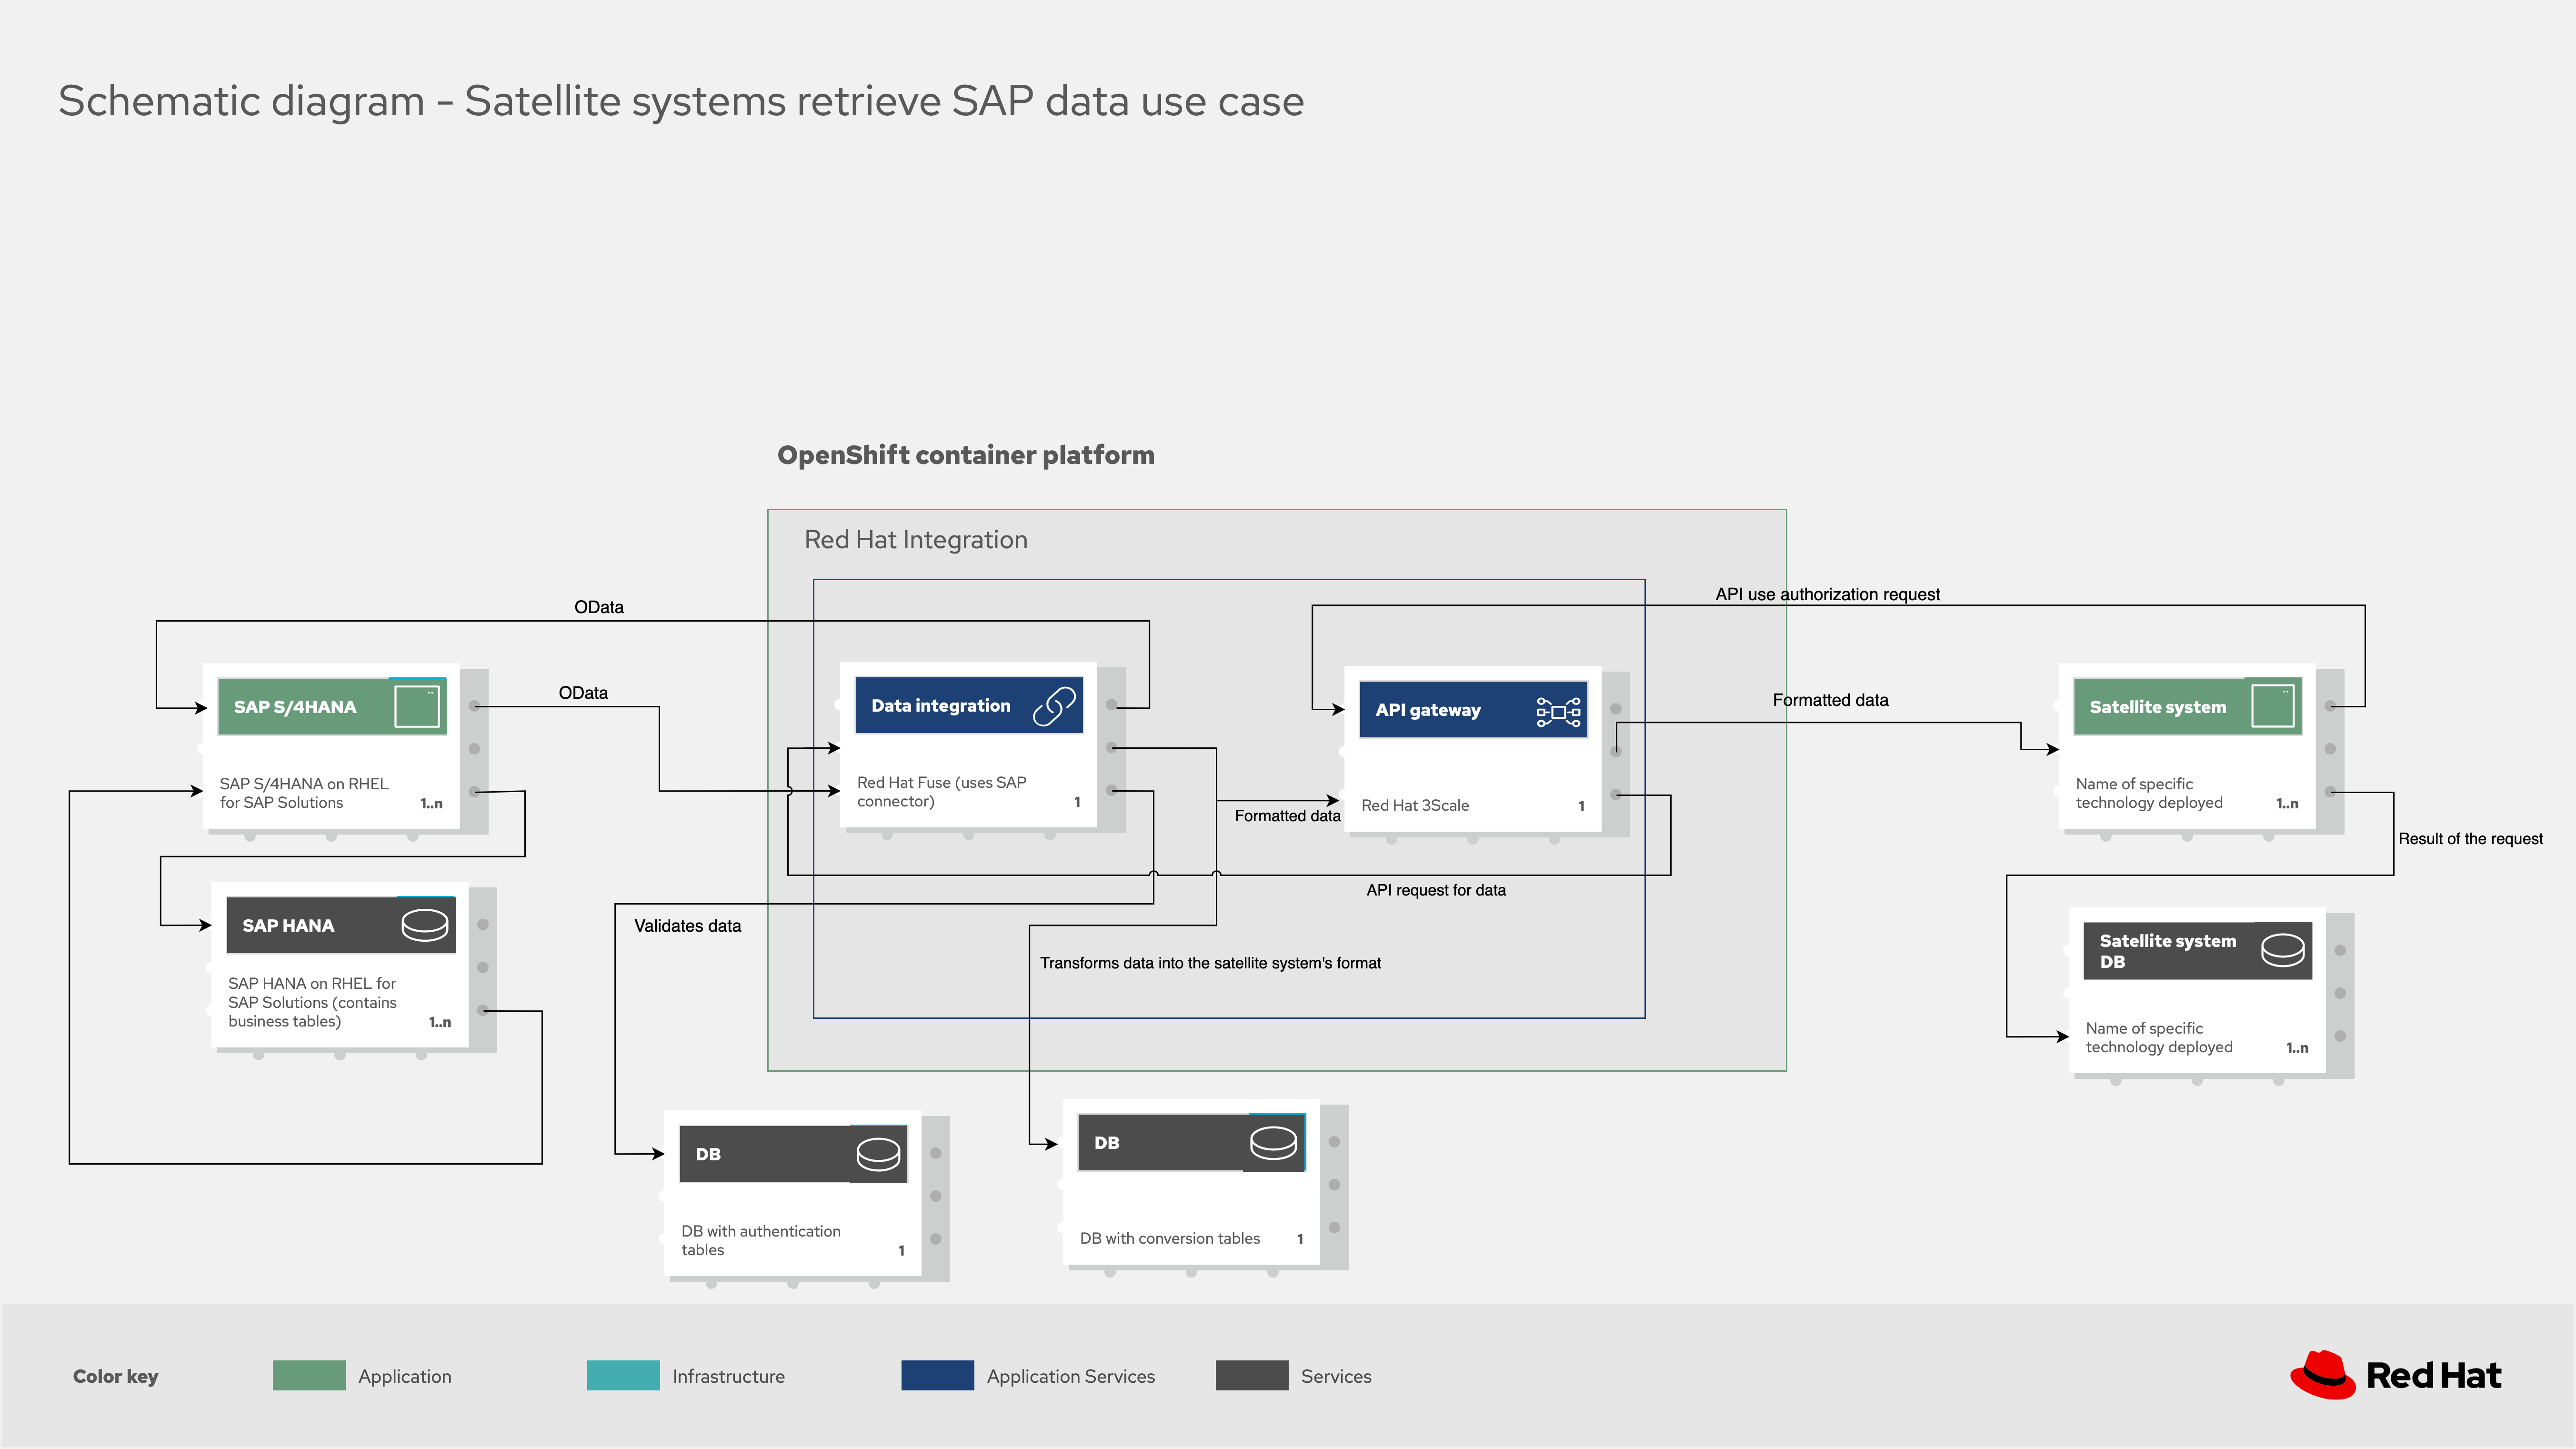 Schematic diagram - Satellite systems retrieve SAP data use case
OpenShift container platform
Red Hat Integration
OData
API use authorization request
OData
Formatted data
SAP S/4HANA
SAP S/4HANA on RHEL
for SAP Solutions
1..n
Data integration
Red Hat Fuse (uses SAP
connector)
1
Formatted data
API gateway
Red Hat 3Scale
1
Satellite system
Name of specific
technology deployed
1..n
Result of the request
API request for data
Validates data
Transforms data into the satellite system's format
SAP HANA
SAP HANA on RHEL for
SAP Solutions (contains
business tables)
1..n
Satellite system
DB
Name of specific
technology deployed
1..n
DB
DB with authentication
tables
1
DB
DB with conversion tables
1
Color key
Application
Infrastructure
Application Services
Services
Red Hat